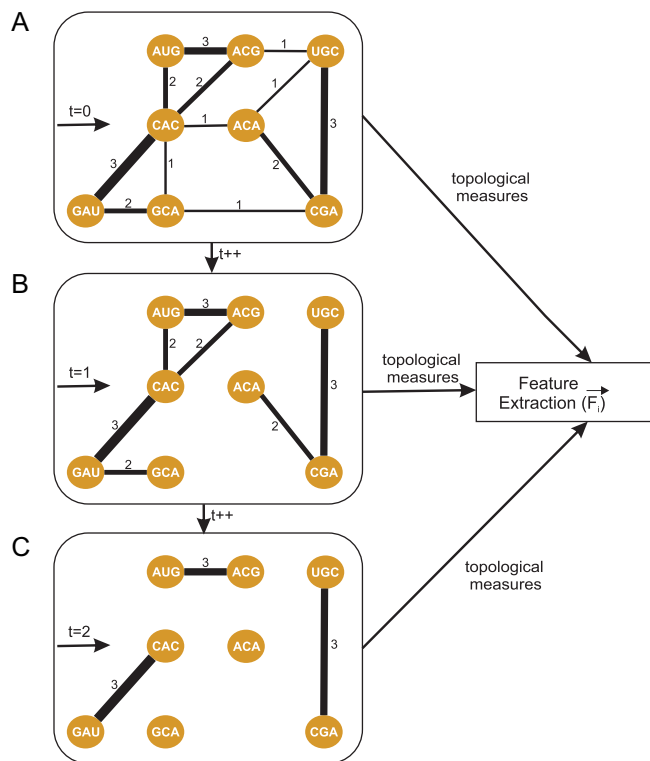 A
AUG 3 ACG 1 UGC
2 2 1
t=0
CAC 1 ACA 3
3 1 2
GAU 2 GCA 1 CGA
topological
measures
t++
B
AUG 3 ACG UGC
2 2
t=1
CAC ACA 3
3 2
GAU 2 GCA CGA
topological
measures
Feature
Extraction (F_i)
t++
C
AUG 3 ACG UGC
t=2
CAC ACA 3
3
GAU GCA CGA
topological
measures